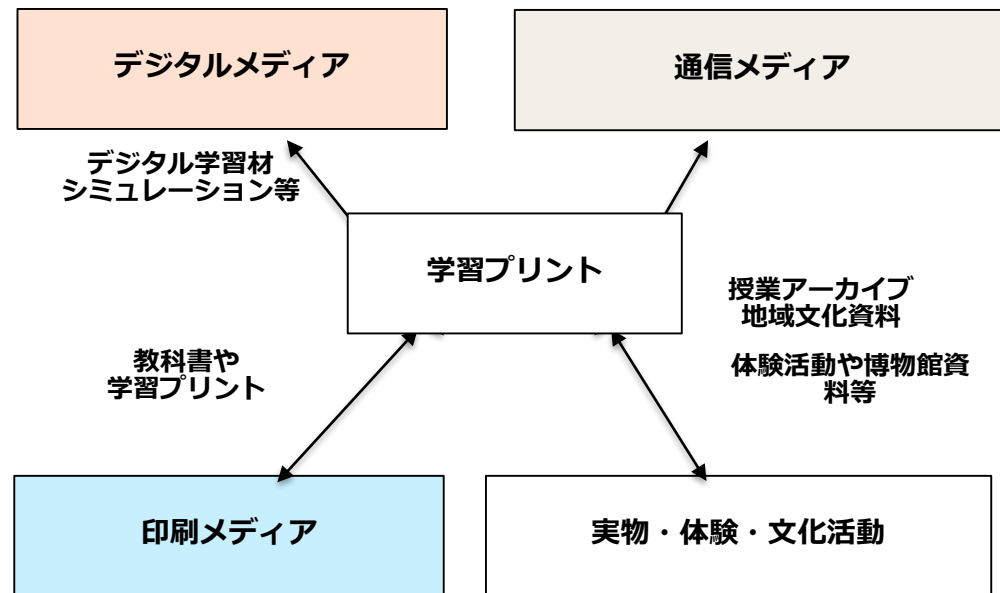 デジタルメディア
通信メディア
デジタル学習材
シミュレーション等
学習プリント
授業アーカイブ
地域文化資料
教科書や
学習プリント
体験活動や博物館資
料等
印刷メディア
実物・体験・文化活動